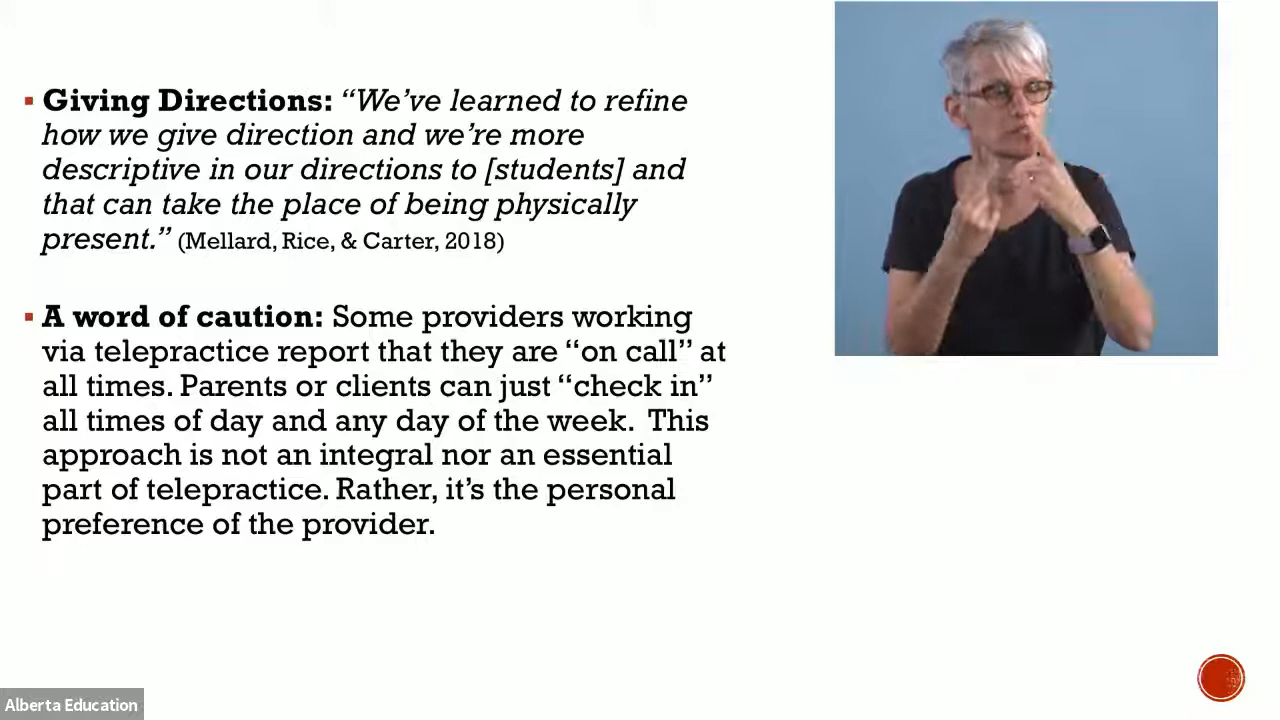 ▪ Giving Directions: “We’ve learned to refine
how we give direction and we’re more
descriptive in our directions to [students] and
that can take the place of being physically
present.” (Mellard, Rice, & Carter, 2018)
▪ A word of caution: Some providers working
via telepractice report that they are “on call” at
all times. Parents or clients can just “check in”
all times of day and any day of the week.  This
approach is not an integral nor an essential
part of telepractice. Rather, it’s the personal
preference of the provider.
Alberta Education